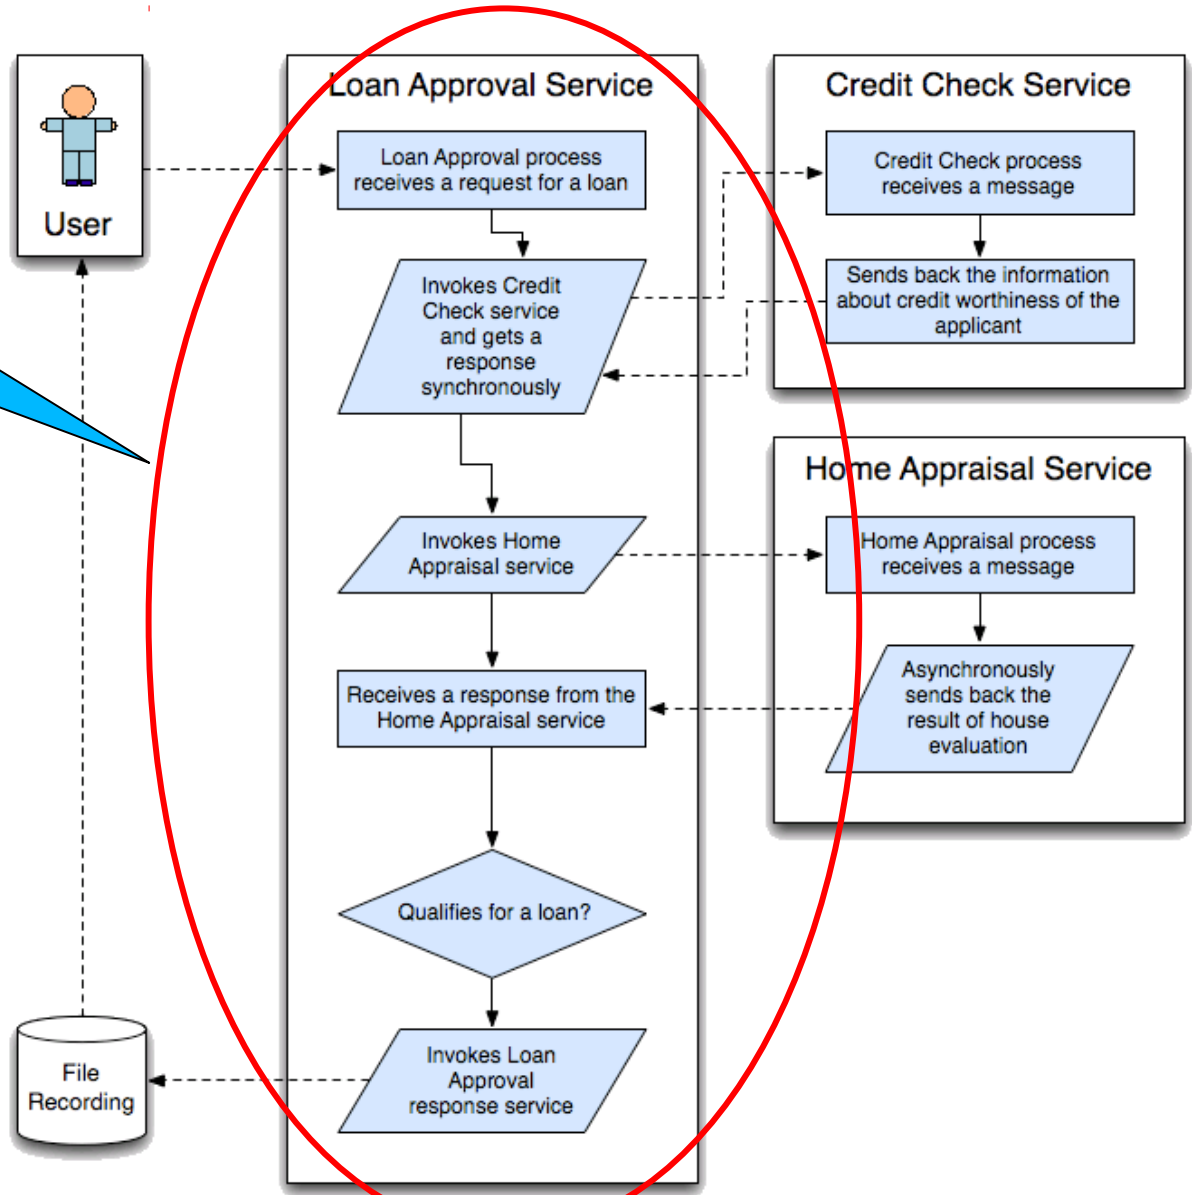 User
Loan Approval Service
Loan Approval process
receives a request for a loan
Invokes Credit
Check service
and gets a
response
synchronously
Invokes Home
Appraisal service
Receives a response from the
Home Appraisal service
Qualifies for a loan?
Invokes Loan
Approval
response service
File
Recording
Credit Check Service
Credit Check process
receives a message
Sends back the information
about credit worthiness of the
applicant
Home Appraisal Service
Home Appraisal process
receives a message
Asynchronously
sends back the
result of house
evaluation